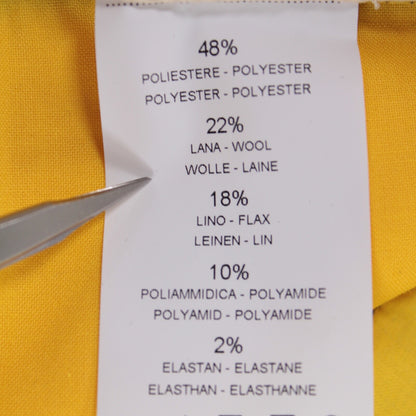 48%
POLIESTERE - POLYESTER
POLYESTER - POLYESTER
22%
LANA - WOOL
WOLLE - LAINE
18%
LINO - FLAX
LEINEN - LIN
10%
POLIAMMIDICA - POLYAMIDE
POLYAMID - POLYAMIDE
2%
ELASTAN - ELASTANE
ELASTHAN - ELASTHANNE